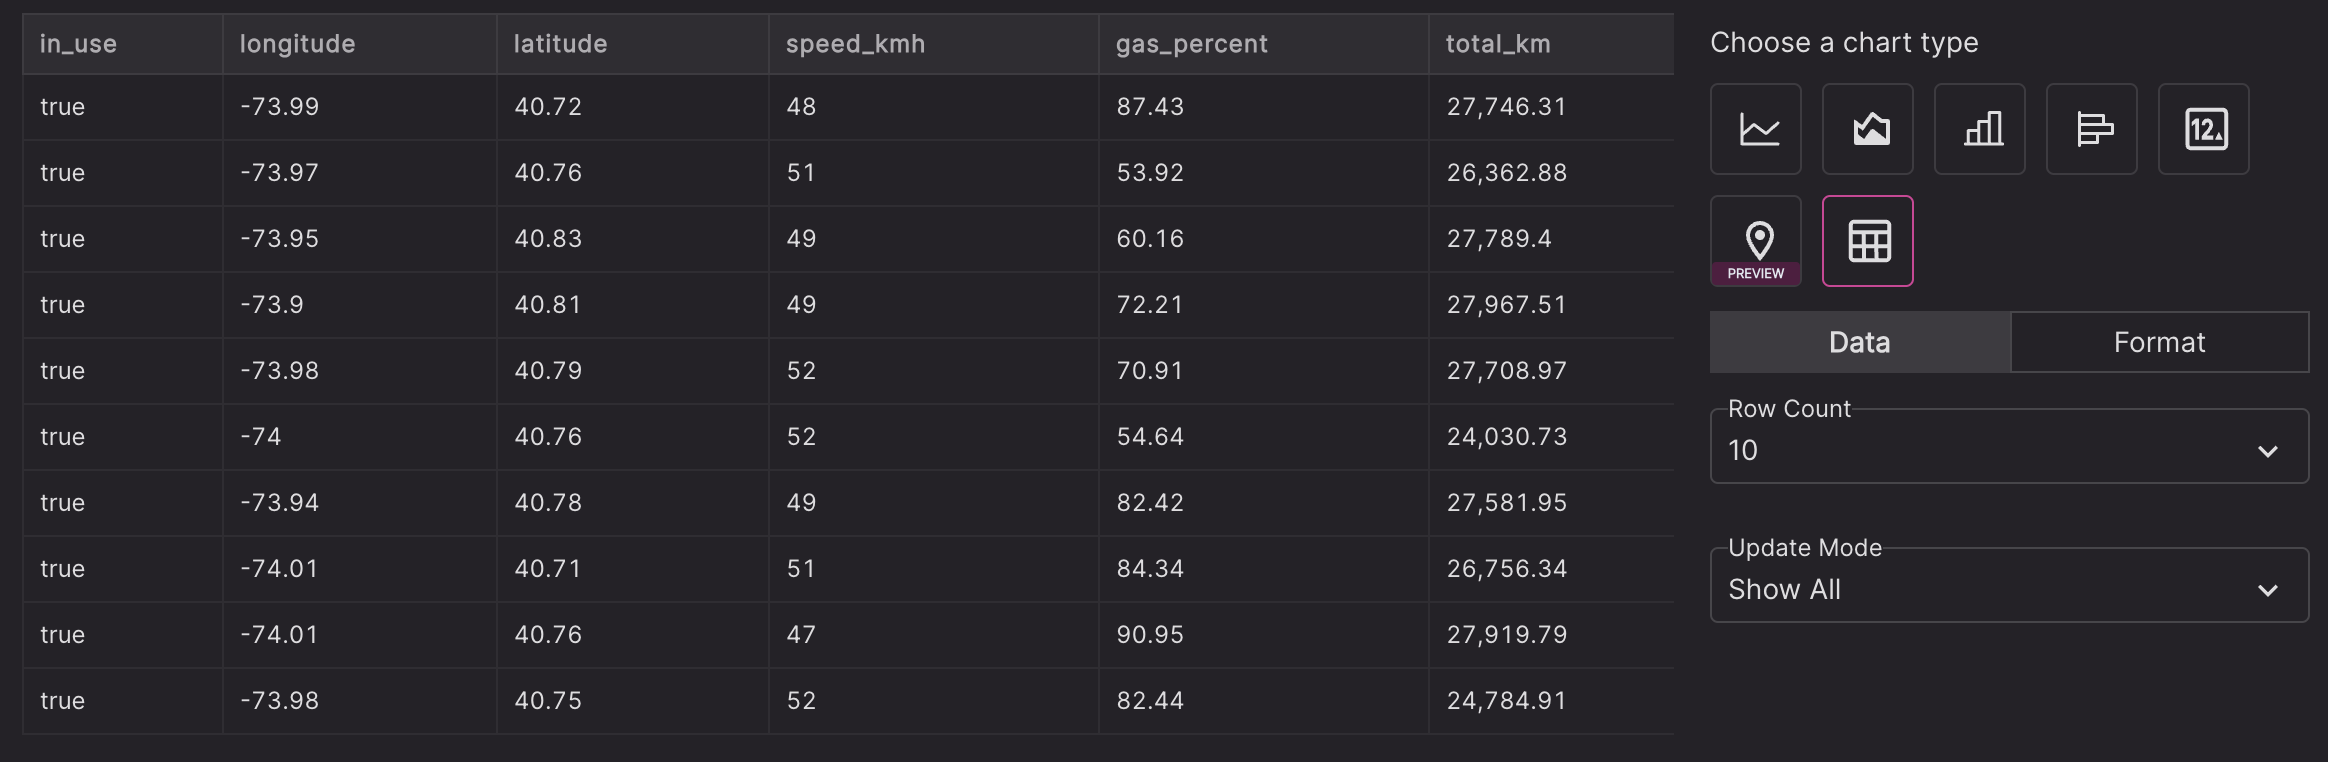 in_use longitude latitude speed_kmh gas_percent total_km
true -73.99 40.72 48 87.43 27,746.31
true -73.97 40.76 51 53.92 26,362.88
true -73.95 40.83 49 60.16 27,789.4
true -73.9 40.81 49 72.21 27,967.51
true -73.98 40.79 52 70.91 27,708.97
true -74 40.76 52 54.64 24,030.73
true -73.94 40.78 49 82.42 27,581.95
true -74.01 40.71 51 84.34 26,756.34
true -74.01 40.76 47 90.95 27,919.79
true -73.98 40.75 52 82.44 24,784.91
Choose a chart type
12
PREVIEW
Data Format
Row Count
10
Update Mode
Show All